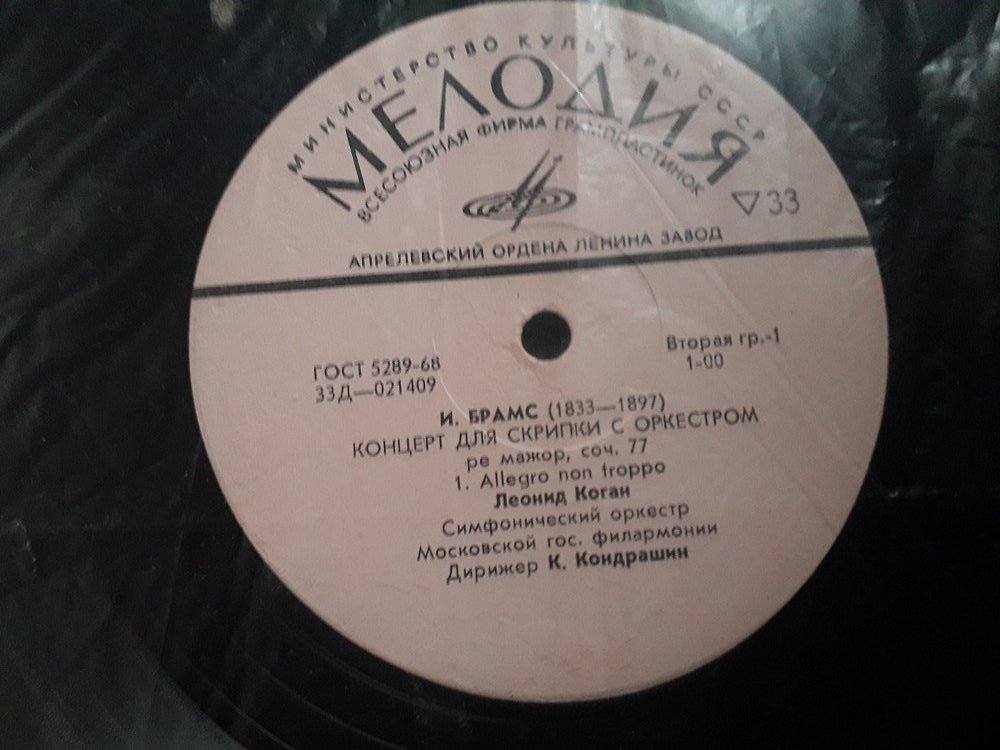 МИНИСТЕРСТВО КУЛЬТУРЫ СССР
МЕЛОДИЯ
ВСЕСОЮЗНАЯ ФИРМА ГРАМПЛАСТИНОК
▽33
АПРЕЛЕВСКИЙ ОРДЕНА ЛЕНИНА ЗАВОД
ГОСТ 5289-68
Вторая гр.-1
33Д—021409
1-00
И. БРАМС (1833—1897)
КОНЦЕРТ ДЛЯ СКРИПКИ С ОРКЕСТРОМ
ре мажор, соч. 77
1. Allegro non troppo
Леонид Коган
Симфонический оркестр
Московской гос. филармонии
Дирижер К. Кондрашин